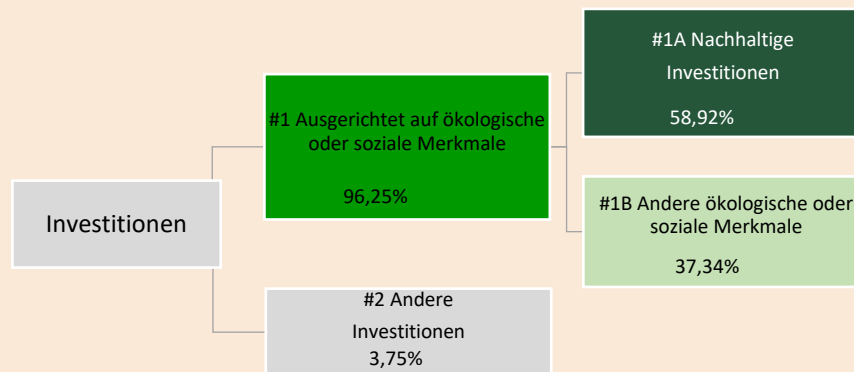 Investitionen
#1 Ausgerichtet auf ökologische
oder soziale Merkmale
96,25%
#2 Andere
Investitionen
3,75%
#1A Nachhaltige
Investitionen
58,92%
#1B Andere ökologische oder
soziale Merkmale
37,34%